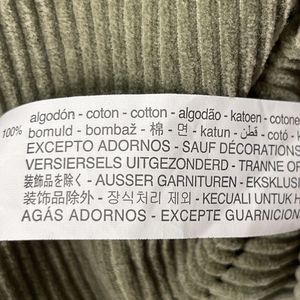 algodón - coton - cotton - algodão - katoen - cotone
100% bomuld - bombaž - 棉 - 면 - katun - cotó -
EXCEPTO ADORNOS - SAUF DÉCORATIONS
VERSIERSELS UITGEZONDERD - TRANNE OR
装飾品を除く - AUSSER GARNITUREN - EKSKLUSI
装饰品除外 - 장식처리 제외 - KECUALI UNTUK H
AGÁS ADORNOS - EXCEPTE GUARNICION